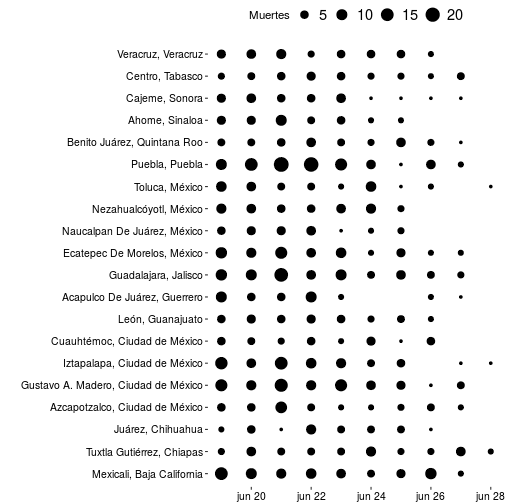 Muertes 5 10 15 20
Veracruz, Veracruz
Centro, Tabasco
Cajeme, Sonora
Ahome, Sinaloa
Benito Juárez, Quintana Roo
Puebla, Puebla
Toluca, México
Nezahualcóyotl, México
Naucalpan De Juárez, México
Ecatepec De Morelos, México
Guadalajara, Jalisco
Acapulco De Juárez, Guerrero
León, Guanajuato
Cuauhtémoc, Ciudad de México
Iztapalapa, Ciudad de México
Gustavo A. Madero, Ciudad de México
Azcapotzalco, Ciudad de México
Juárez, Chihuahua
Tuxtla Gutiérrez, Chiapas
Mexicali, Baja California
jun 20 jun 22 jun 24 jun 26 jun 28